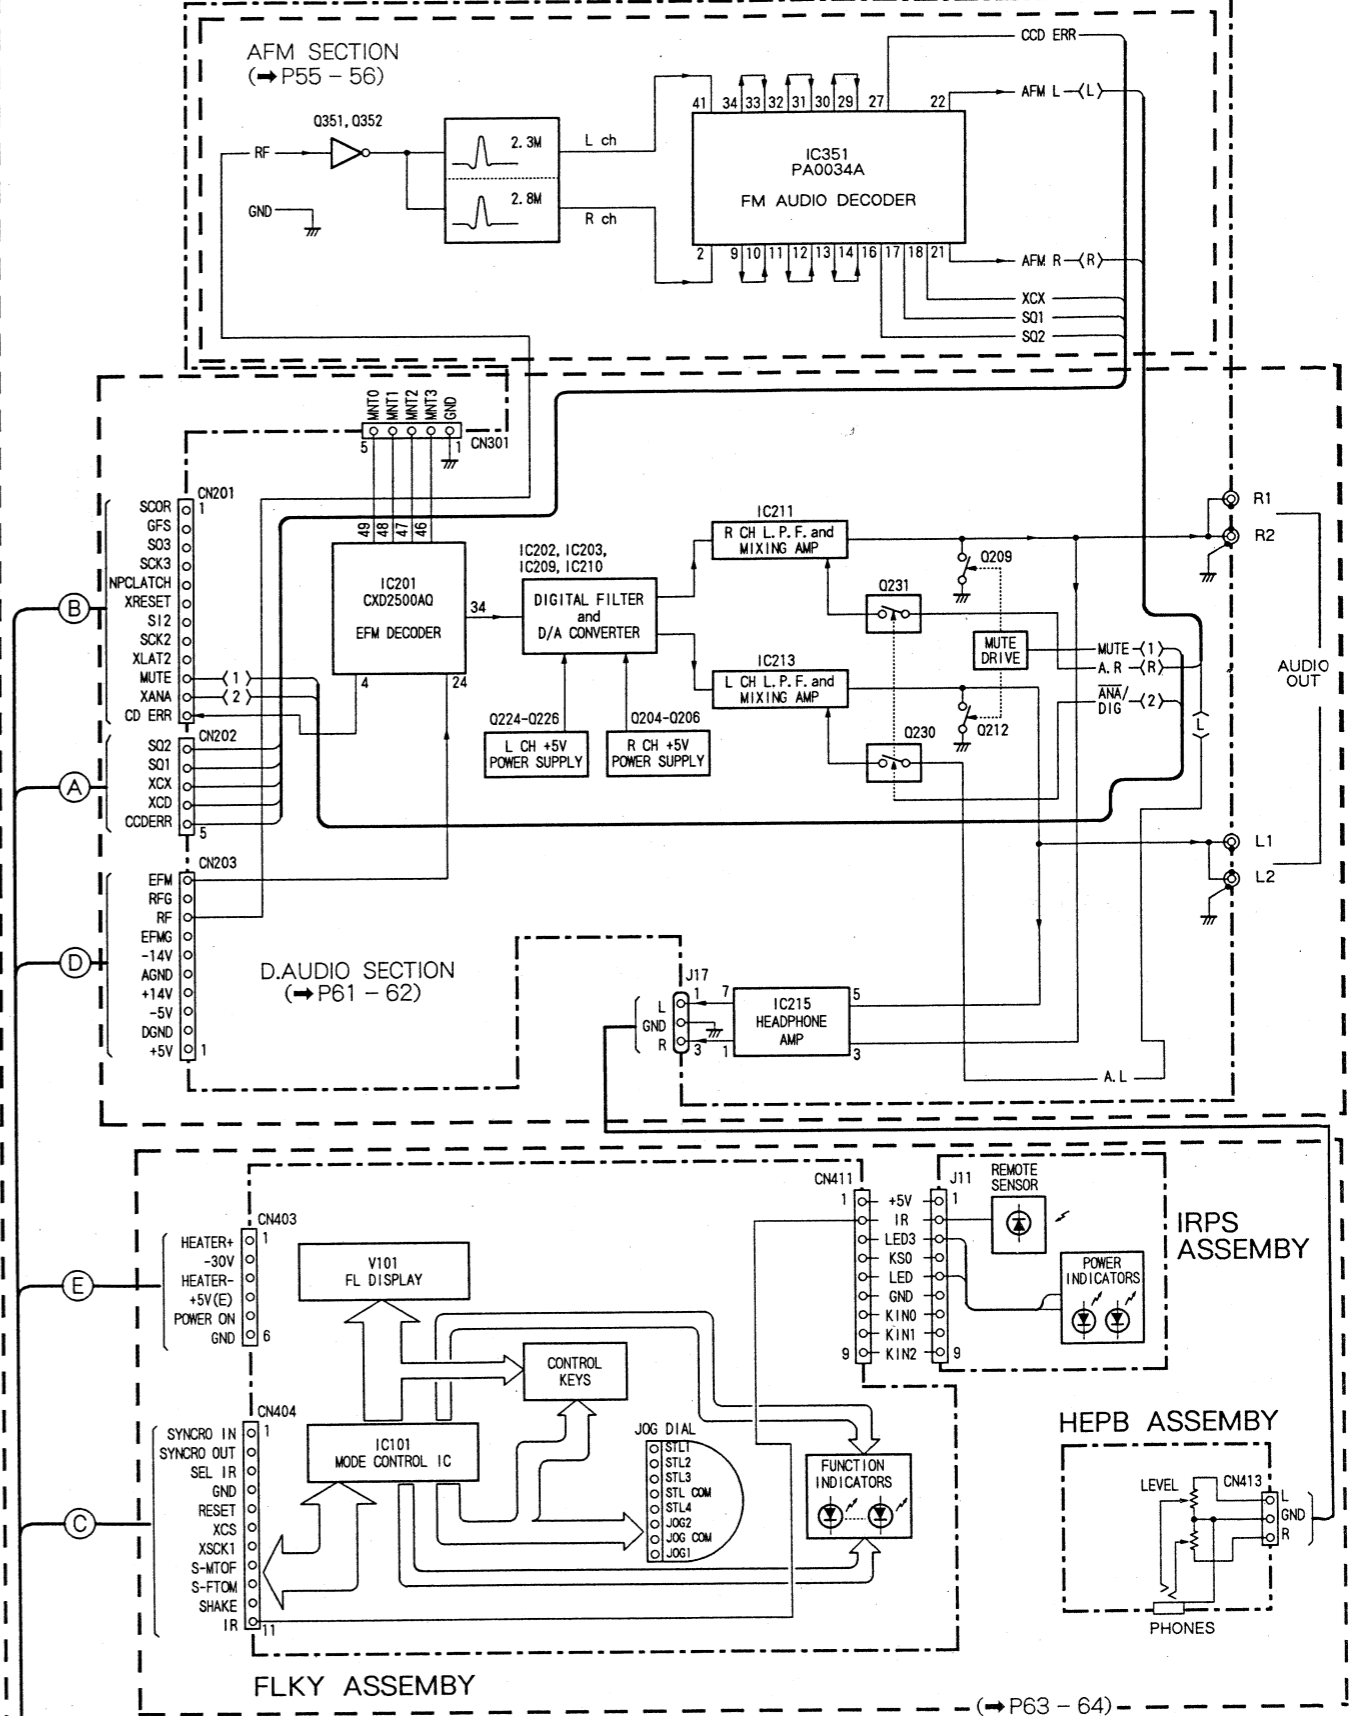 AFM SECTION
(➡P55 – 56)
Q351, Q352
RF
GND
2.3M
2.8M
L ch
R ch
41 34 33 32 31 30 29 27 22
IC351
PA0034A
FM AUDIO DECODER
2 9 10 11 12 13 14 16 17 18 21
CCD ERR
AFM L (L)
AFM R (R)
XCX
SQ1
SQ2
MNT0
MNT1
MNT2
MNT3
GND
5 1
CN301
CN201
1
SCOR
GFS
SO3
SCK3
NPCLATCH
XRESET
SI2
SCK2
XLAT2
MUTE (1)
XANA (2)
CD ERR
B
CN202
SQ2
SQ1
XCX
XCD
CCDERR
5
A
CN203
EFM
RFG
RF
EFMG
-14V
AGND
+14V
-5V
DGND
+5V 1
D
49 48 47 46
IC201
CXD2500AQ
EFM DECODER
34
4 24
IC202, IC203,
IC209, IC210
DIGITAL FILTER
and
D/A CONVERTER
Q224-Q226
L CH +5V
POWER SUPPLY
Q204-Q206
R CH +5V
POWER SUPPLY
IC211
R CH L.P.F. and
MIXING AMP
IC213
L CH L.P.F. and
MIXING AMP
Q231
Q209
MUTE
DRIVE
Q230
Q212
MUTE (1)
A.R (R)
ANA/
DIG (2)
L
R1
R2
AUDIO
OUT
L1
L2
D.AUDIO SECTION
(➡P61 – 62)
J17
L 1
GND
R 3
7 5
IC215
HEADPHONE
AMP
1 3
A.L
E
CN403
HEATER+ 1
-30V
HEATER-
+5V(E)
POWER ON
GND 6
V101
FL DISPLAY
CONTROL
KEYS
C
CN404
SYNCRO IN 1
SYNCRO OUT
SEL IR
GND
RESET
XCS
XSCK1
S-MTOF
S-FTOM
SHAKE
IR 11
IC101
MODE CONTROL IC
JOG DIAL
STL1
STL2
STL3
STL COM
STL4
JOG2
JOG COM
JOG1
FUNCTION
INDICATORS
CN411 J11
1 +5V 1
IR
LED3
KS0
LED
GND
KIN0
KIN1
9 KIN2 9
REMOTE
SENSOR
POWER
INDICATORS
IRPS
ASSEMBY
HEPB ASSEMBY
LEVEL
CN413
L
GND
R
PHONES
FLKY ASSEMBY
(➡P63 – 64)